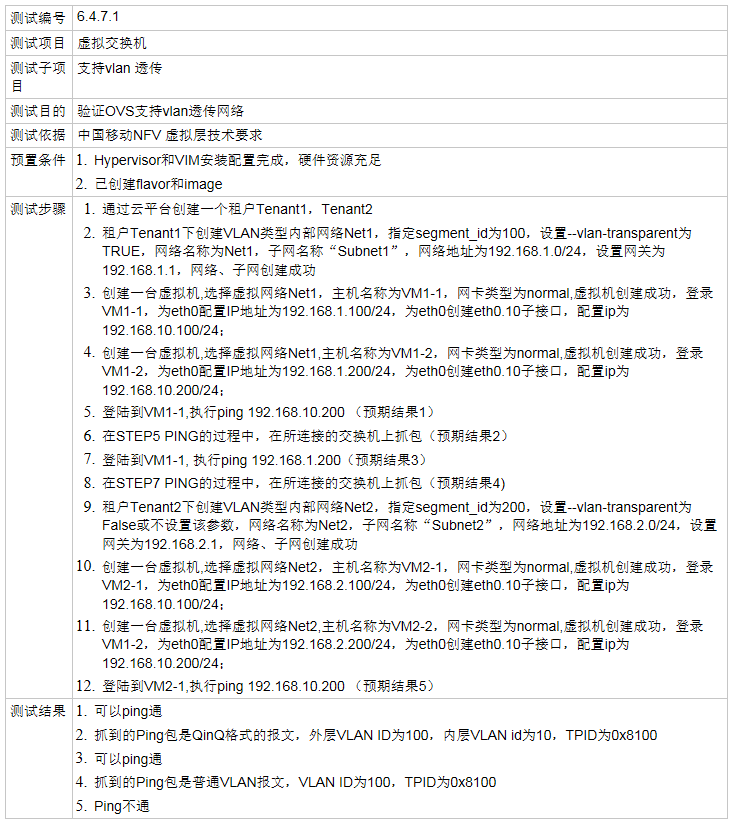 测试编号 6.4.7.1
测试项目 虚拟交换机
测试子项 支持vlan 透传
目
测试目的 验证OVS支持vlan透传网络
测试依据 中国移动NFV 虚拟层技术要求
预置条件 1. Hypervisor和VIM安装配置完成，硬件资源充足
2. 已创建flavor和image
测试步骤 1. 通过云平台创建一个租户Tenant1，Tenant2
2. 租户Tenant1下创建VLAN类型内部网络Net1，指定segment_id为100，设置--vlan-transparent为
TRUE，网络名称为Net1，子网名称“Subnet1”，网络地址为192.168.1.0/24，设置网关为
192.168.1.1，网络、子网创建成功
3. 创建一台虚拟机,选择虚拟网络Net1，主机名称为VM1-1，网卡类型为normal,虚拟机创建成功，登录
VM1-1，为eth0配置IP地址为192.168.1.100/24，为eth0创建eth0.10子接口，配置ip为
192.168.10.100/24；
4. 创建一台虚拟机,选择虚拟网络Net1,主机名称为VM1-2，网卡类型为normal,虚拟机创建成功，登录
VM1-2，为eth0配置IP地址为192.168.1.200/24，为eth0创建eth0.10子接口，配置ip为
192.168.10.200/24；
5. 登陆到VM1-1,执行ping 192.168.10.200 （预期结果1）
6. 在STEP5 PING的过程中，在所连接的交换机上抓包（预期结果2）
7. 登陆到VM1-1, 执行ping 192.168.1.200（预期结果3）
8. 在STEP7 PING的过程中，在所连接的交换机上抓包（预期结果4)
9. 租户Tenant2下创建VLAN类型内部网络Net2，指定segment_id为200，设置--vlan-transparent为
False或不设置该参数，网络名称为Net2，子网名称“Subnet2”，网络地址为192.168.2.0/24，设置
网关为192.168.2.1，网络、子网创建成功
10. 创建一台虚拟机,选择虚拟网络Net2，主机名称为VM2-1，网卡类型为normal,虚拟机创建成功，登录
VM2-1，为eth0配置IP地址为192.168.2.100/24，为eth0创建eth0.10子接口，配置ip为
192.168.10.100/24；
11. 创建一台虚拟机,选择虚拟网络Net2,主机名称为VM2-2，网卡类型为normal,虚拟机创建成功，登录
VM1-2，为eth0配置IP地址为192.168.2.200/24，为eth0创建eth0.10子接口，配置ip为
192.168.10.200/24；
12. 登陆到VM2-1,执行ping 192.168.10.200 （预期结果5）
测试结果 1. 可以ping通
2. 抓到的Ping包是QinQ格式的报文，外层VLAN ID为100，内层VLAN id为10，TPID为0x8100
3. 可以ping通
4. 抓到的Ping包是普通VLAN报文，VLAN ID为100，TPID为0x8100
5. Ping不通